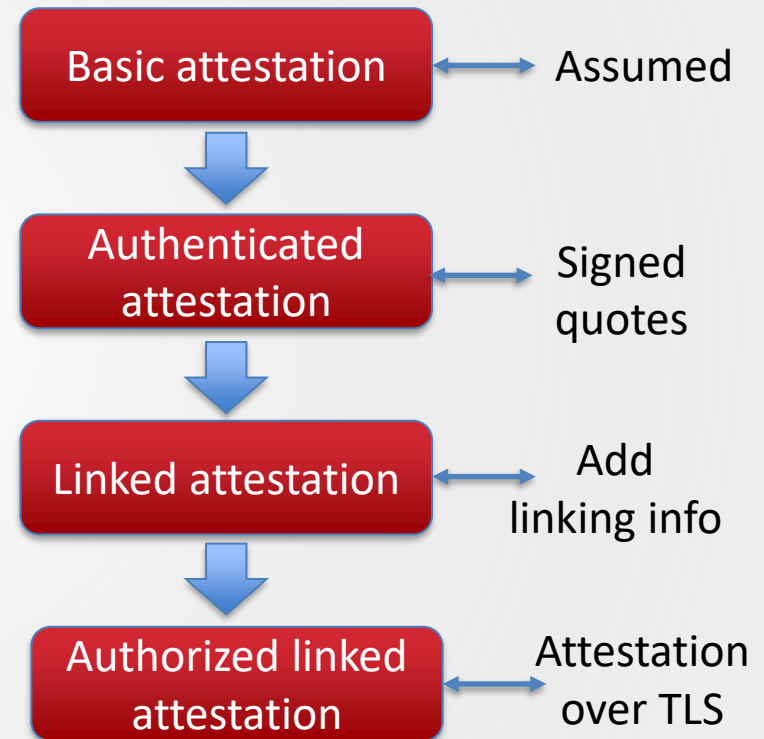 Basic attestation
Assumed
Authenticated
attestation
Signed
quotes
Linked attestation
Add
linking info
Authorized linked
attestation
Attestation
over TLS